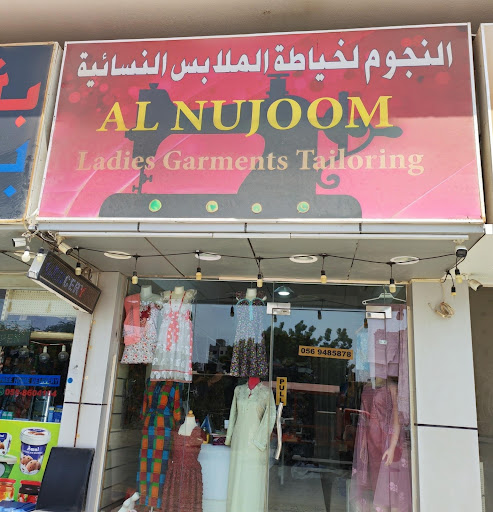 النجوم لخياطة الملابس النسائية
AL NUJOOM
Ladies Garments Tailoring
056 9485878
PULL